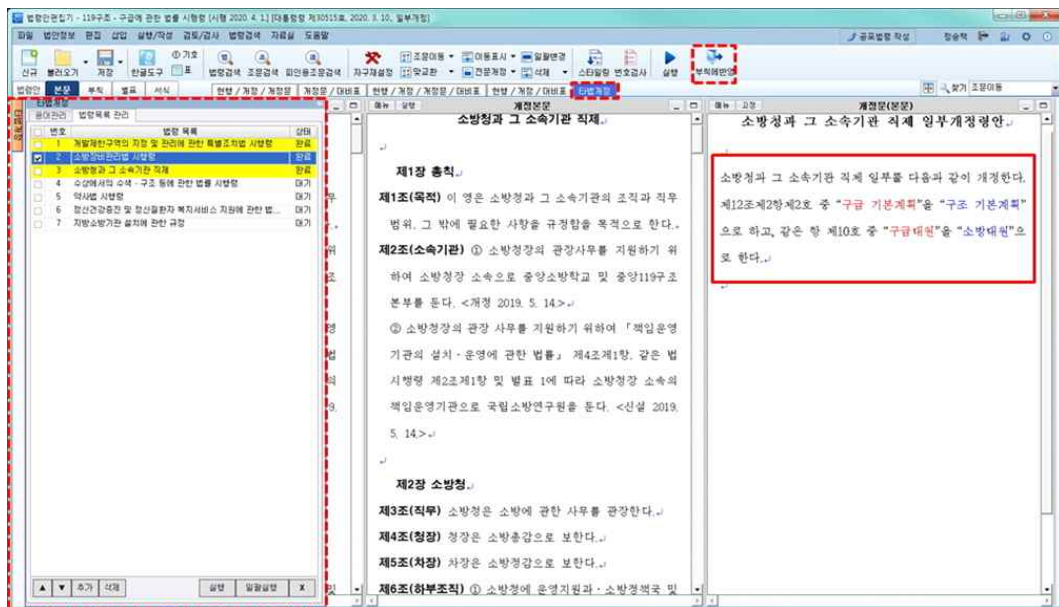 법령안편집기 - 119구조·구급에 관한 법률 시행령 [시행 2020. 4. 1.] [대통령령 제30515호, 2020. 3. 10., 일부개정]
파일 법안정보 편집 삽입 실행/작성 검토/검사 법령검색 자료실 도움말
공포법령 작성 정승택
신규 불러오기 저장 한글도구 기호 표 법령검색 조문검색 피인용조문검색 자구재설정 조문이동 이동표시 일괄변경 맞교환 전문개정 삭제 스타일링 번호검사 실행 부칙에반영
법령안 본문 부칙 별표 서식 현행 / 개정 / 개정문 개정문 / 대비표 현행 / 개정 / 개정문 / 대비표 현행 / 개정 / 대비표 타법개정 찾기 조문이동
타법개정
용어관리 법령목록 관리
번호 법령 목록 상태
1 개발제한구역의 지정 및 관리에 관한 특별조치법 시행령 완료
2 소방장비관리법 시행령 완료
3 소방청과 그 소속기관 직제 완료
4 수상에서의 수색·구조 등에 관한 법률 시행령 대기
5 약사법 시행령 대기
6 정신건강증진 및 정신질환자 복지서비스 지원에 관한 법... 대기
7 지방소방기관 설치에 관한 규정 대기
▲ ▼ 추가 삭제 실행 일괄실행 X
메뉴 실행 개정본문
소방청과 그 소속기관 직제
제1장 총칙
제1조(목적) 이 영은 소방청과 그 소속기관의 조직과 직무
범위, 그 밖에 필요한 사항을 규정함을 목적으로 한다.
제2조(소속기관) ① 소방청장의 관장사무를 지원하기 위
하여 소방청장 소속으로 중앙소방학교 및 중앙119구조
본부를 둔다. <개정 2019. 5. 14.>
② 소방청장의 관장 사무를 지원하기 위하여 「책임운영
기관의 설치·운영에 관한 법률」 제4조제1항, 같은 법
시행령 제2조제1항 및 별표 1에 따라 소방청장 소속의
책임운영기관으로 국립소방연구원을 둔다. <신설 2019.
5. 14.>
제2장 소방청
제3조(직무) 소방청은 소방에 관한 사무를 관장한다.
제4조(청장) 청장은 소방총감으로 보한다.
제5조(차장) 차장은 소방정감으로 보한다.
제6조(하부조직) ① 소방청에 운영지원과·소방정책국 및
메뉴 고정 개정문(본문)
소방청과 그 소속기관 직제 일부개정령안
소방청과 그 소속기관 직제 일부를 다음과 같이 개정한다.
제12조제2항제2호 중 "구급 기본계획"을 "구조 기본계획"
으로 하고, 같은 항 제10호 중 "구급대원"을 "소방대원"으
로 한다.